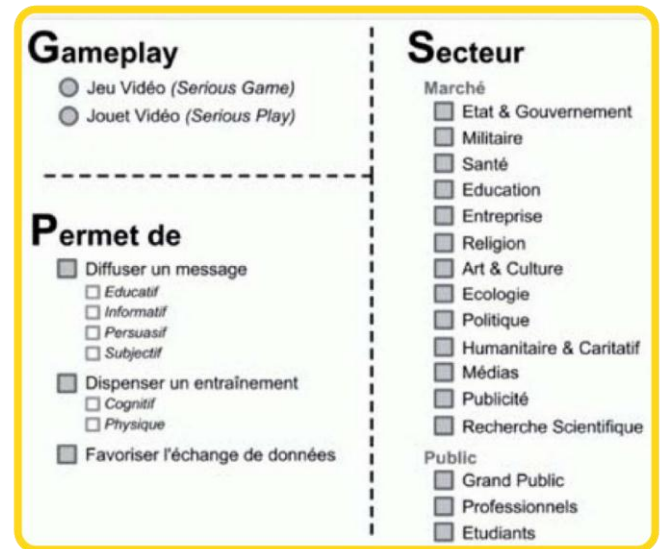 Gameplay
Jeu Vidéo (Serious Game)
Jouet Vidéo (Serious Play)
Permet de
Diffuser un message
Educatif
Informatif
Persuasif
Subjectif
Dispenser un entraînement
Cognitif
Physique
Favoriser l'échange de données
Secteur
Marché
Etat & Gouvernement
Militaire
Santé
Education
Entreprise
Religion
Art & Culture
Ecologie
Politique
Humanitaire & Caritatif
Médias
Publicité
Recherche Scientifique
Public
Grand Public
Professionnels
Etudiants